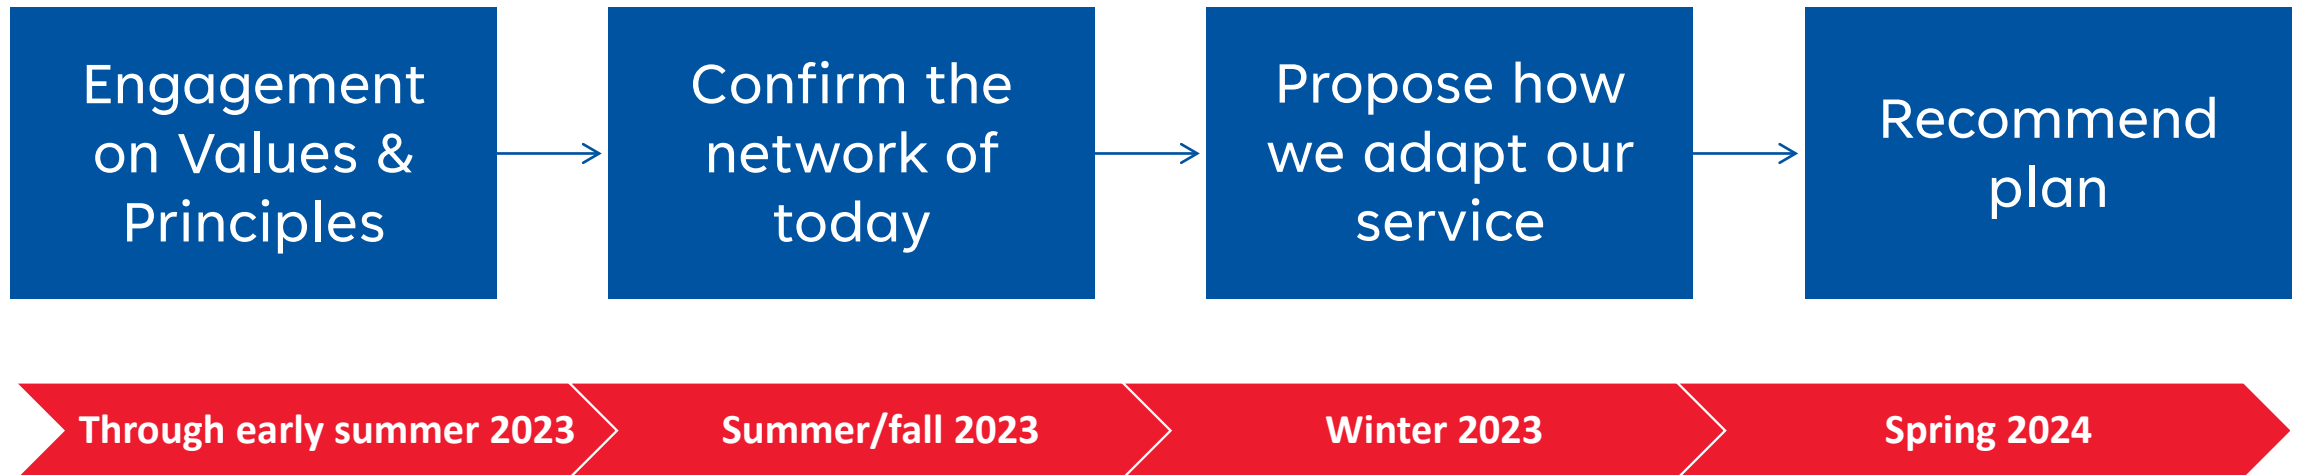 Engagement
on Values &
Principles
Confirm the
network of
today
Propose how
we adapt our
service
Recommend
plan
Through early summer 2023
Summer/fall 2023
Winter 2023
Spring 2024